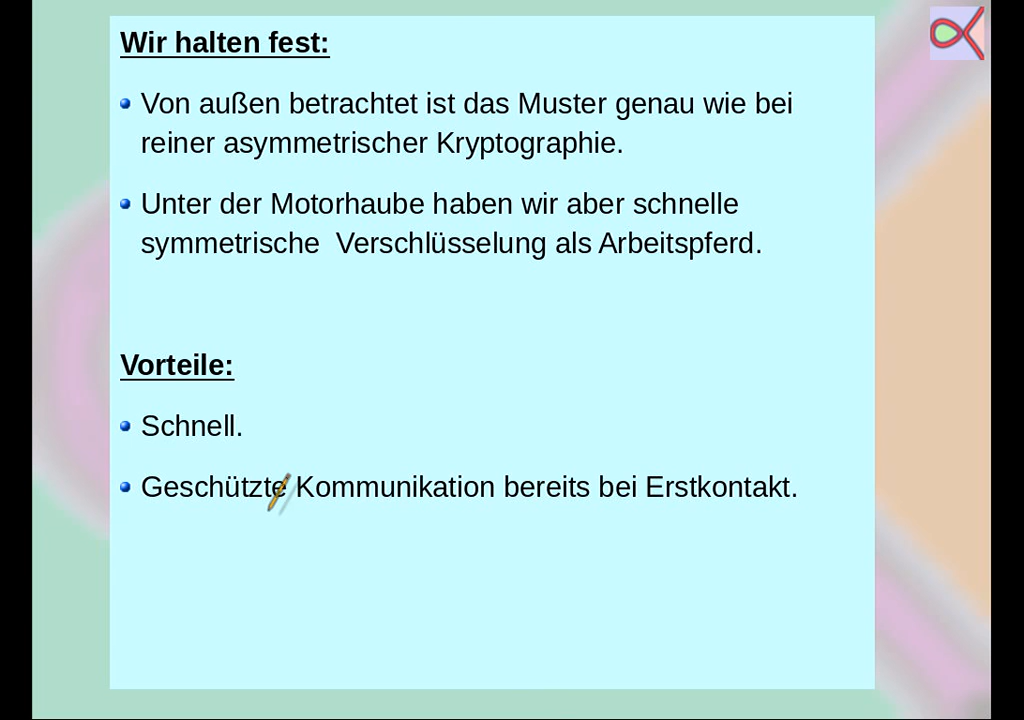 Wir halten fest:
Von außen betrachtet ist das Muster genau wie bei
reiner asymmetrischer Kryptographie.
Unter der Motorhaube haben wir aber schnelle
symmetrische  Verschlüsselung als Arbeitspferd.
Vorteile:
Schnell.
Geschützte Kommunikation bereits bei Erstkontakt.